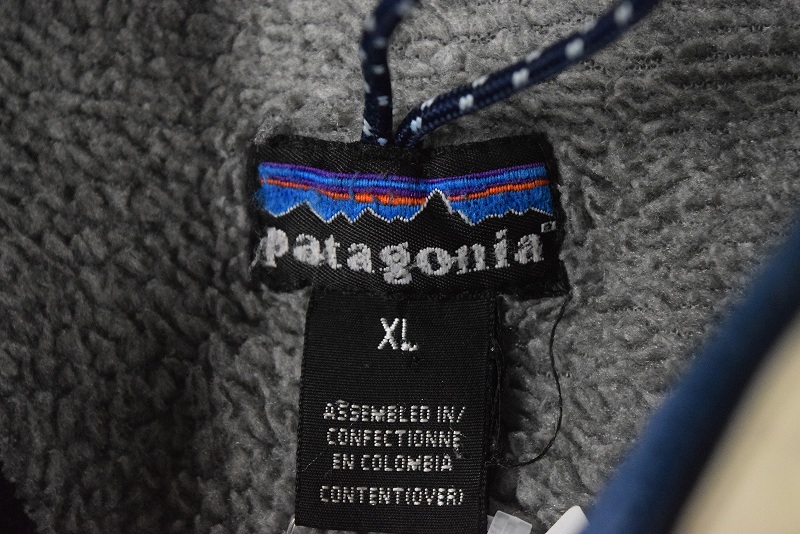 patagonia
XL
ASSEMBLED IN/
CONFECTIONNE
EN COLOMBIA
CONTENT(OVER)